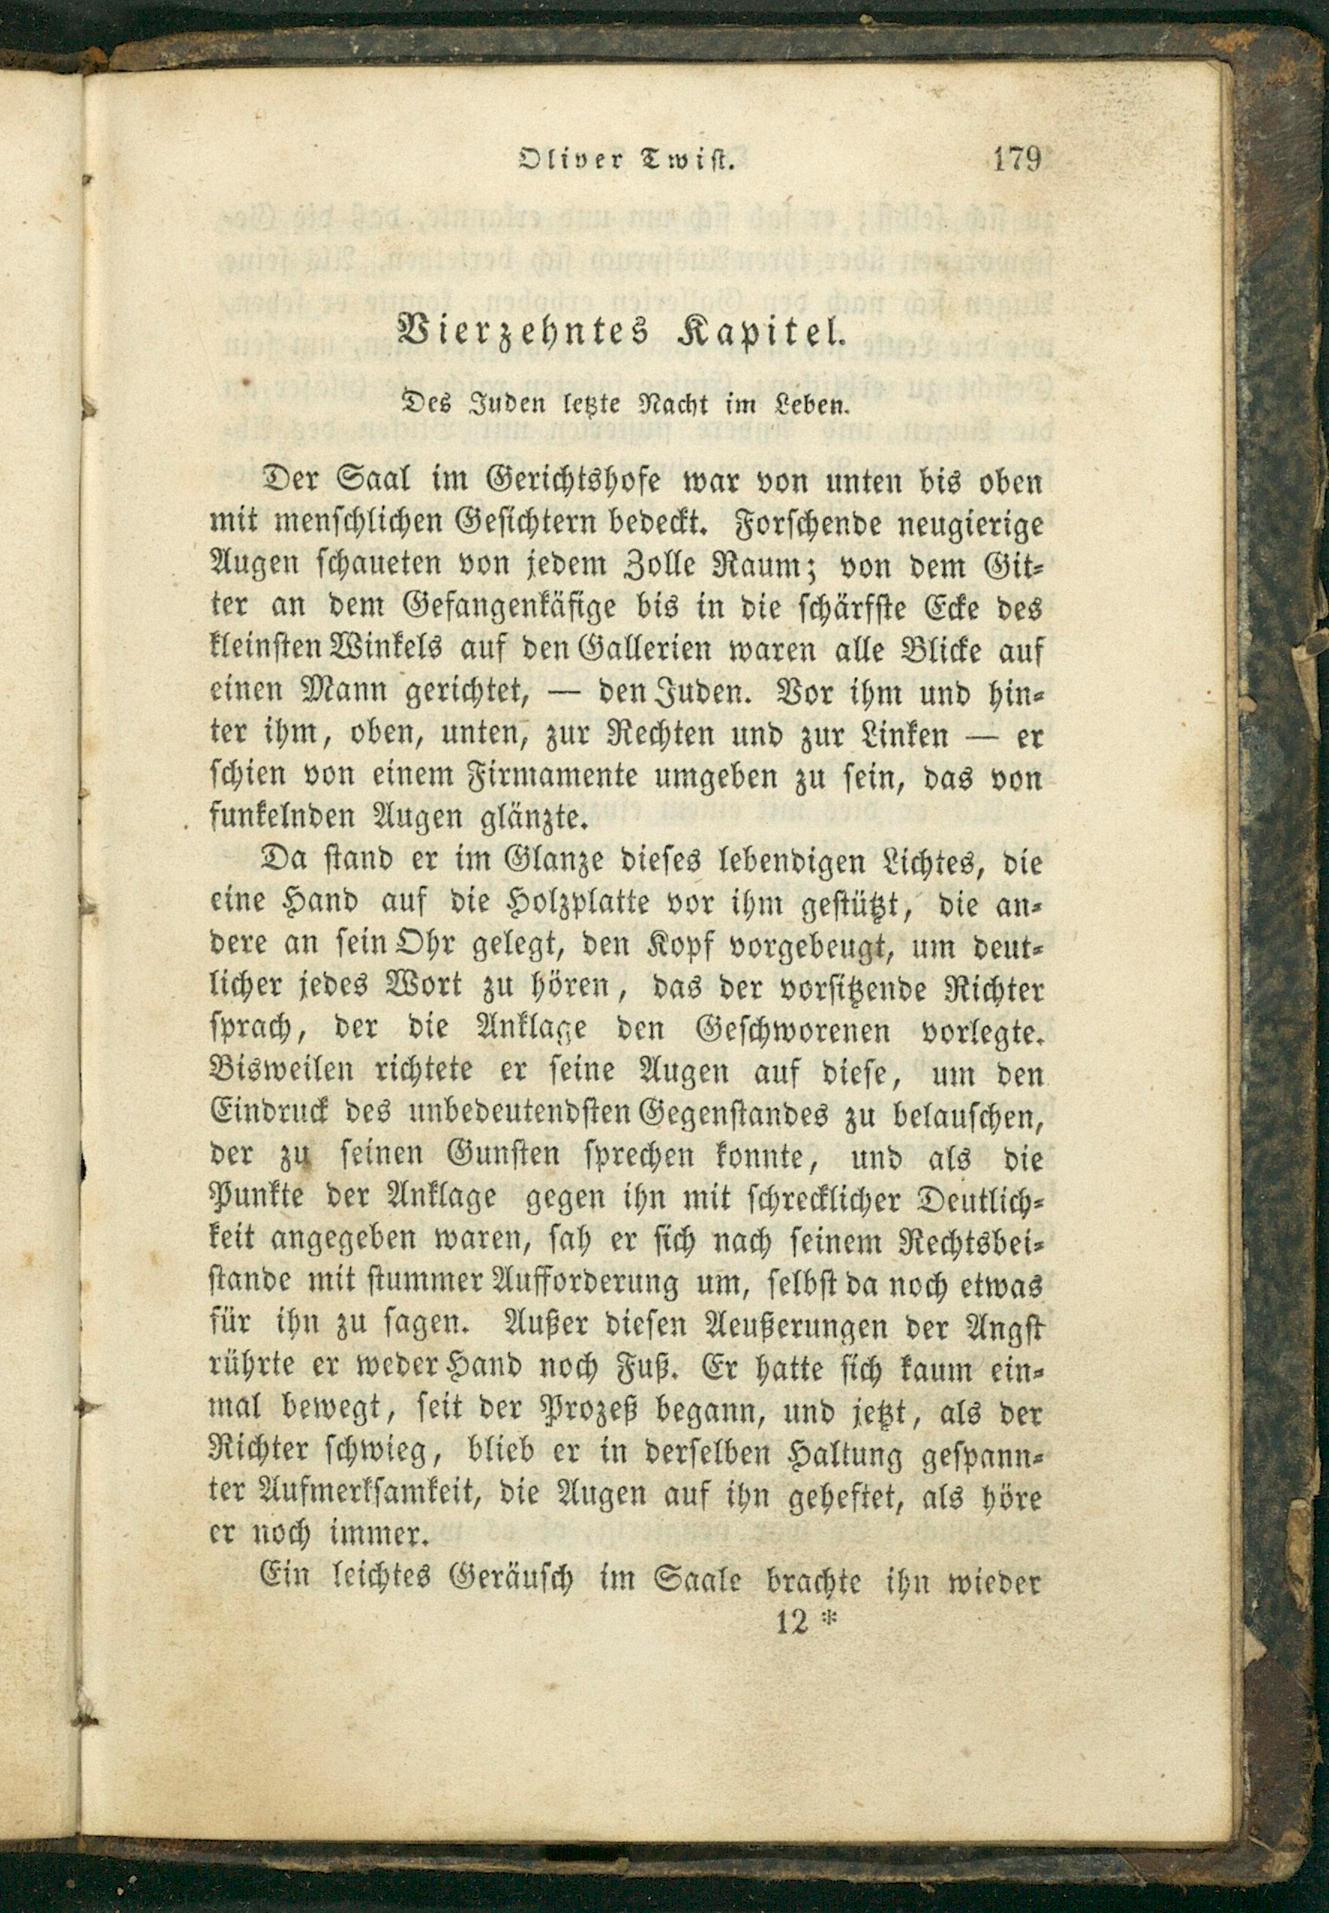 Oliver Twist. 179
Vierzehntes Kapitel.
Des Juden letzte Nacht im Leben.
Der Saal im Gerichtshofe war von unten bis oben
mit menschlichen Gesichtern bedeckt. Forschende neugierige
Augen schaueten von jedem Zolle Raum; von dem Git-
ter an dem Gefangenkäfige bis in die schärfste Ecke des
kleinsten Winkels auf den Gallerien waren alle Blicke auf
einen Mann gerichtet, — den Juden. Vor ihm und hin-
ter ihm, oben, unten, zur Rechten und zur Linken — er
schien von einem Firmamente umgeben zu sein, das von
funkelnden Augen glänzte.
Da stand er im Glanze dieses lebendigen Lichtes, die
eine Hand auf die Holzplatte vor ihm gestützt, die an-
dere an sein Ohr gelegt, den Kopf vorgebeugt, um deut-
licher jedes Wort zu hören, das der vorsitzende Richter
sprach, der die Anklage den Geschworenen vorlegte.
Bisweilen richtete er seine Augen auf diese, um den
Eindruck des unbedeutendsten Gegenstandes zu belauschen,
der zu seinen Gunsten sprechen konnte, und als die
Punkte der Anklage gegen ihn mit schrecklicher Deutlich-
keit angegeben waren, sah er sich nach seinem Rechtsbei-
stande mit stummer Aufforderung um, selbst da noch etwas
für ihn zu sagen. Außer diesen Aeußerungen der Angst
rührte er weder Hand noch Fuß. Er hatte sich kaum ein-
mal bewegt, seit der Prozeß begann, und jetzt, als der
Richter schwieg, blieb er in derselben Haltung gespann-
ter Aufmerksamkeit, die Augen auf ihn geheftet, als höre
er noch immer.
Ein leichtes Geräusch im Saale brachte ihn wieder
12 *